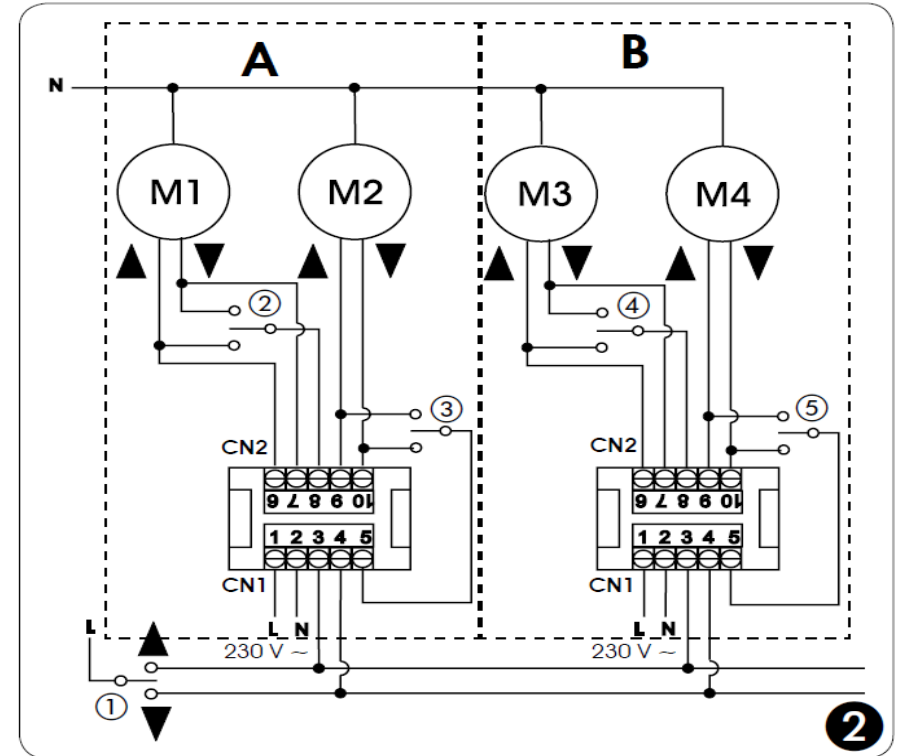 A B
N
M1 M2 M3 M4
▲ ▼ ▲ ▼ ▲ ▼ ▲ ▼
② ④
③ ⑤
CN2 CN2
6 7 8 9 10 6 7 8 9 10
1 2 3 4 5 1 2 3 4 5
CN1 CN1
L L N L N
▲ 230 V ~ 230 V ~
①
▼
2